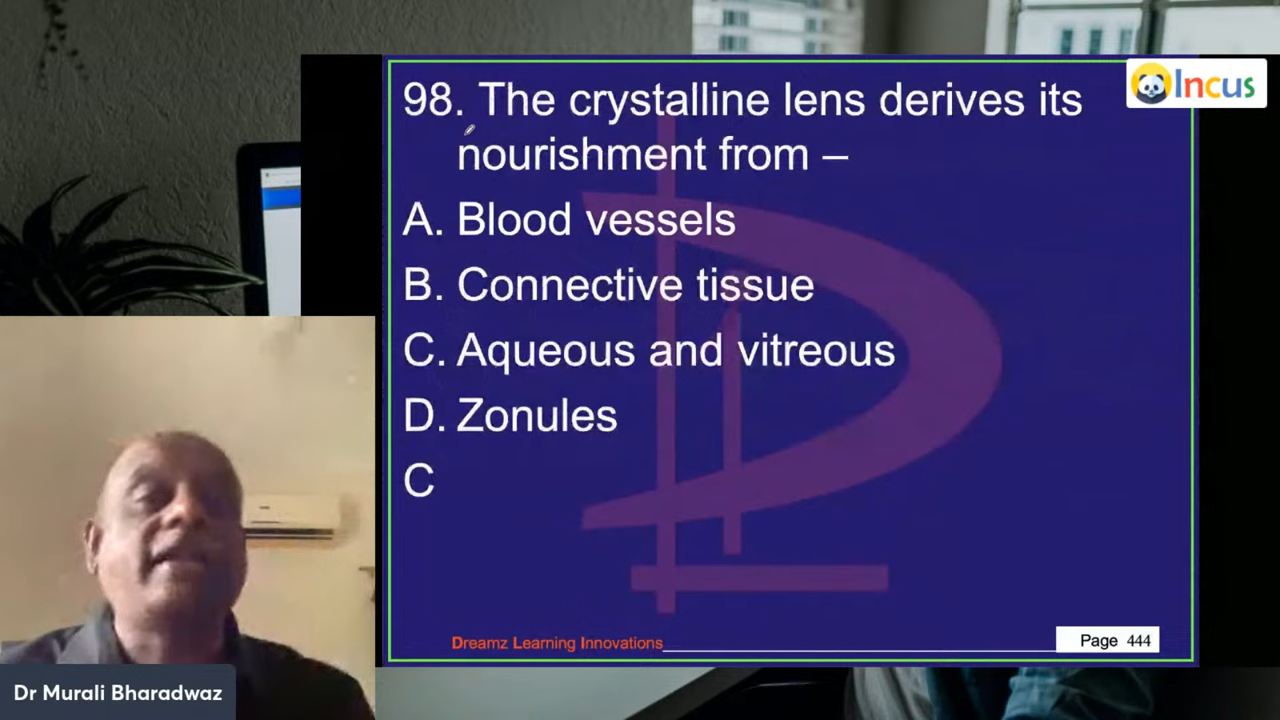 Incus
98. The crystalline lens derives its
nourishment from –
A. Blood vessels
B. Connective tissue
C. Aqueous and vitreous
D. Zonules
C
Dreamz Learning Innovations
Page 444
Dr Murali Bharadwaz